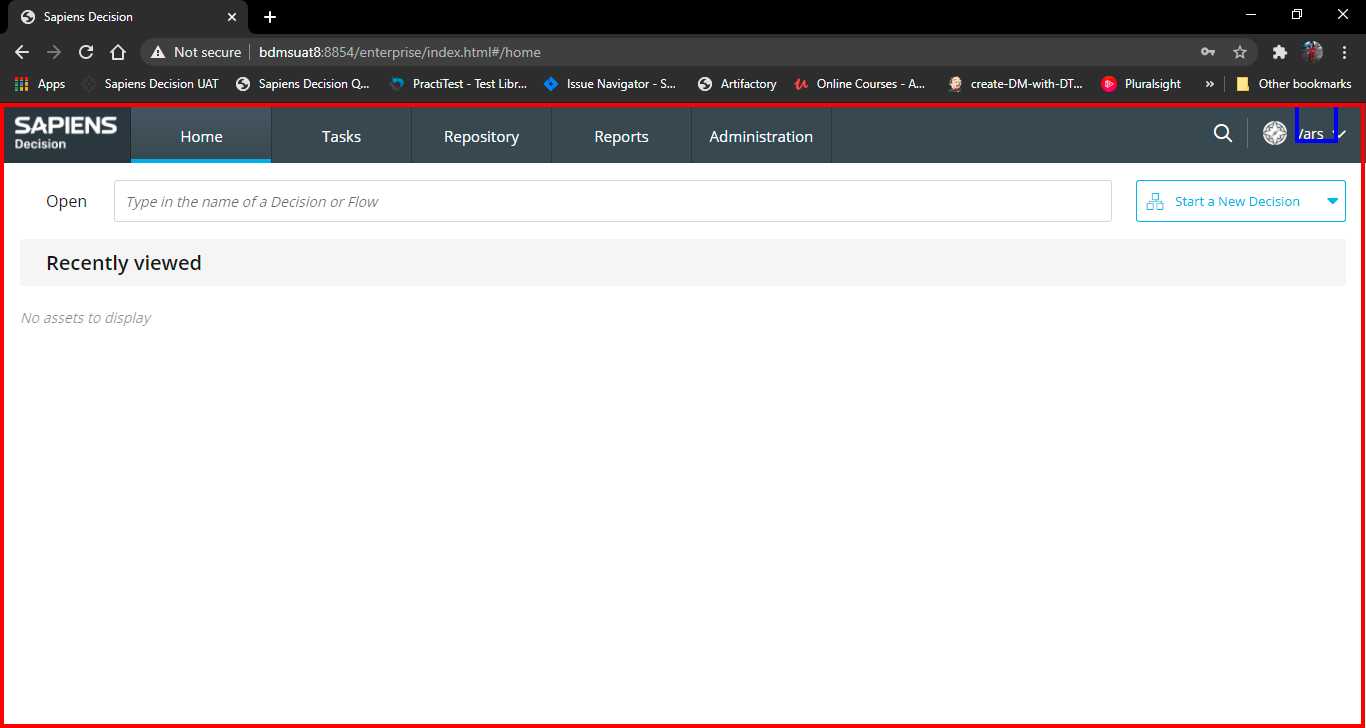 Sapiens Decision
Not secure bdmsuat8:8854/enterprise/index.html#/home
Apps Sapiens Decision UAT Sapiens Decision Q... PractiTest - Test Libr... Issue Navigator - S... Artifactory Online Courses - A... create-DM-with-DT... Pluralsight » Other bookmarks
SAPIENS
Decision
Home Tasks Repository Reports Administration
Open Type in the name of a Decision or Flow Start a New Decision
Recently viewed
No assets to display